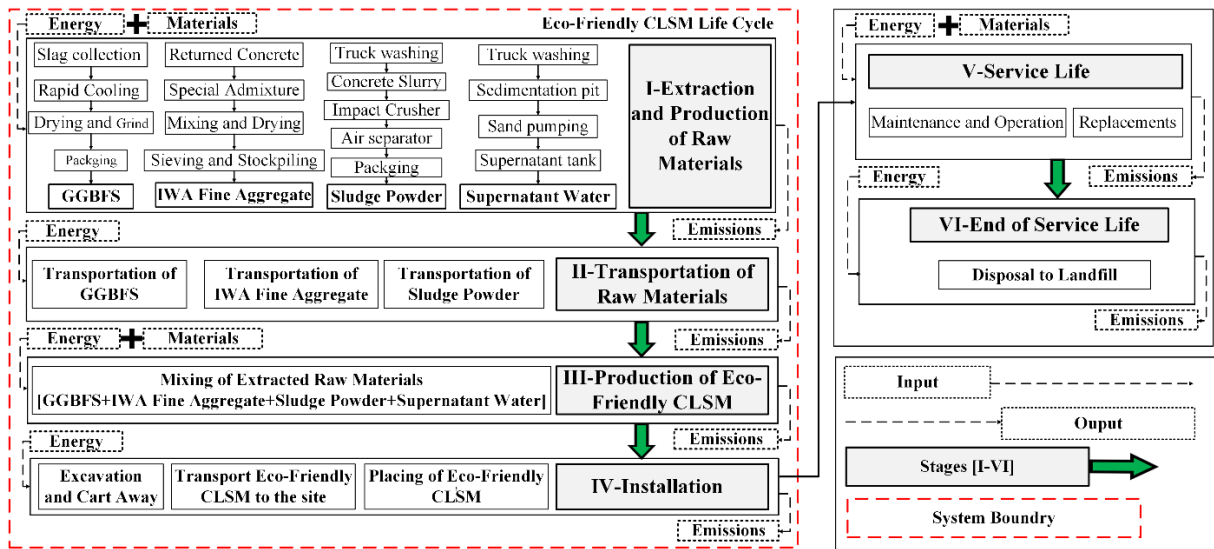 Eco-Friendly CLSM Life Cycle
Energy
Materials
Slag collection
Rapid Cooling
Drying and Grind
Packging
GGBFS
Returned Concrete
Special Admixture
Mixing and Drying
Sieving and Stockpiling
IWA Fine Aggregate
Truck washing
Concrete Slurry
Impact Crusher
Air separator
Packging
Sludge Powder
Truck washing
Sedimentation pit
Sand pumping
Supernatant tank
Supernatant Water
I-Extraction
and Production
of Raw
Materials
Emissions
Energy
Transportation of
GGBFS
Transportation of
IWA Fine Aggregate
Transportation of
Sludge Powder
II-Transportation of
Raw Materials
Emissions
Energy
Materials
Mixing of Extracted Raw Materials
[GGBFS+IWA Fine Aggregate+Sludge Powder+Supernatant Water]
III-Production of Eco-
Friendly CLSM
Emissions
Energy
Excavation
and Cart Away
Transport Eco-Friendly
CLSM to the site
Placing of Eco-Friendly
CLSM
IV-Installation
Emissions
Energy
Materials
V-Service Life
Maintenance and Operation
Replacements
Emissions
Energy
VI-End of Service Life
Disposal to Landfill
Emissions
Input
Ouput
Stages [I-VI]
System Boundry